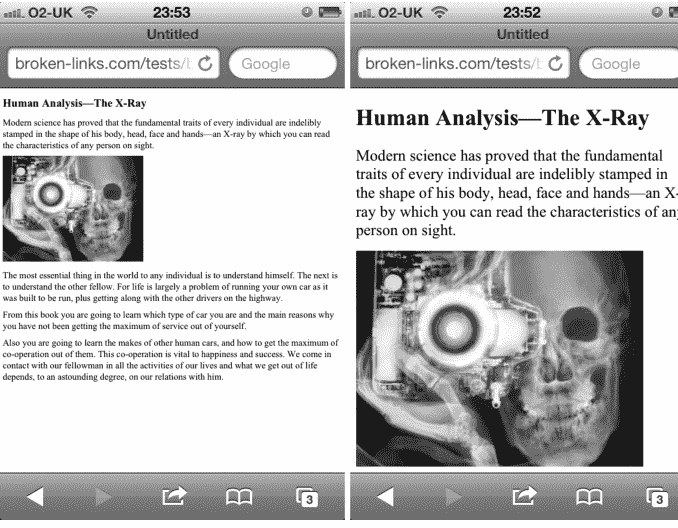 O2-UK 23:53
Untitled
broken-links.com/tests/b
Google
Human Analysis—The X-Ray
Modern science has proved that the fundamental traits of every individual are indelibly
stamped in the shape of his body, head, face and hands—an X-ray by which you can read
the characteristics of any person on sight.
The most essential thing in the world to any individual is to understand himself. The next is
to understand the other fellow. For life is largely a problem of running your own car as it
was built to be run, plus getting along with the other drivers on the highway.
From this book you are going to learn which type of car you are and the main reasons why
you have not been getting the maximum of service out of yourself.
Also you are going to learn the makes of other human cars, and how to get the maximum of
co-operation out of them. This co-operation is vital to happiness and success. We come in
contact with our fellowman in all the activities of our lives and what we get out of life
depends, to an astounding degree, on our relations with him.
3
O2-UK 23:52
Untitled
broken-links.com/tests/b
Google
Human Analysis—The X-Ray
Modern science has proved that the fundamental
traits of every individual are indelibly stamped in
the shape of his body, head, face and hands—an X-
ray by which you can read the characteristics of any
person on sight.
3